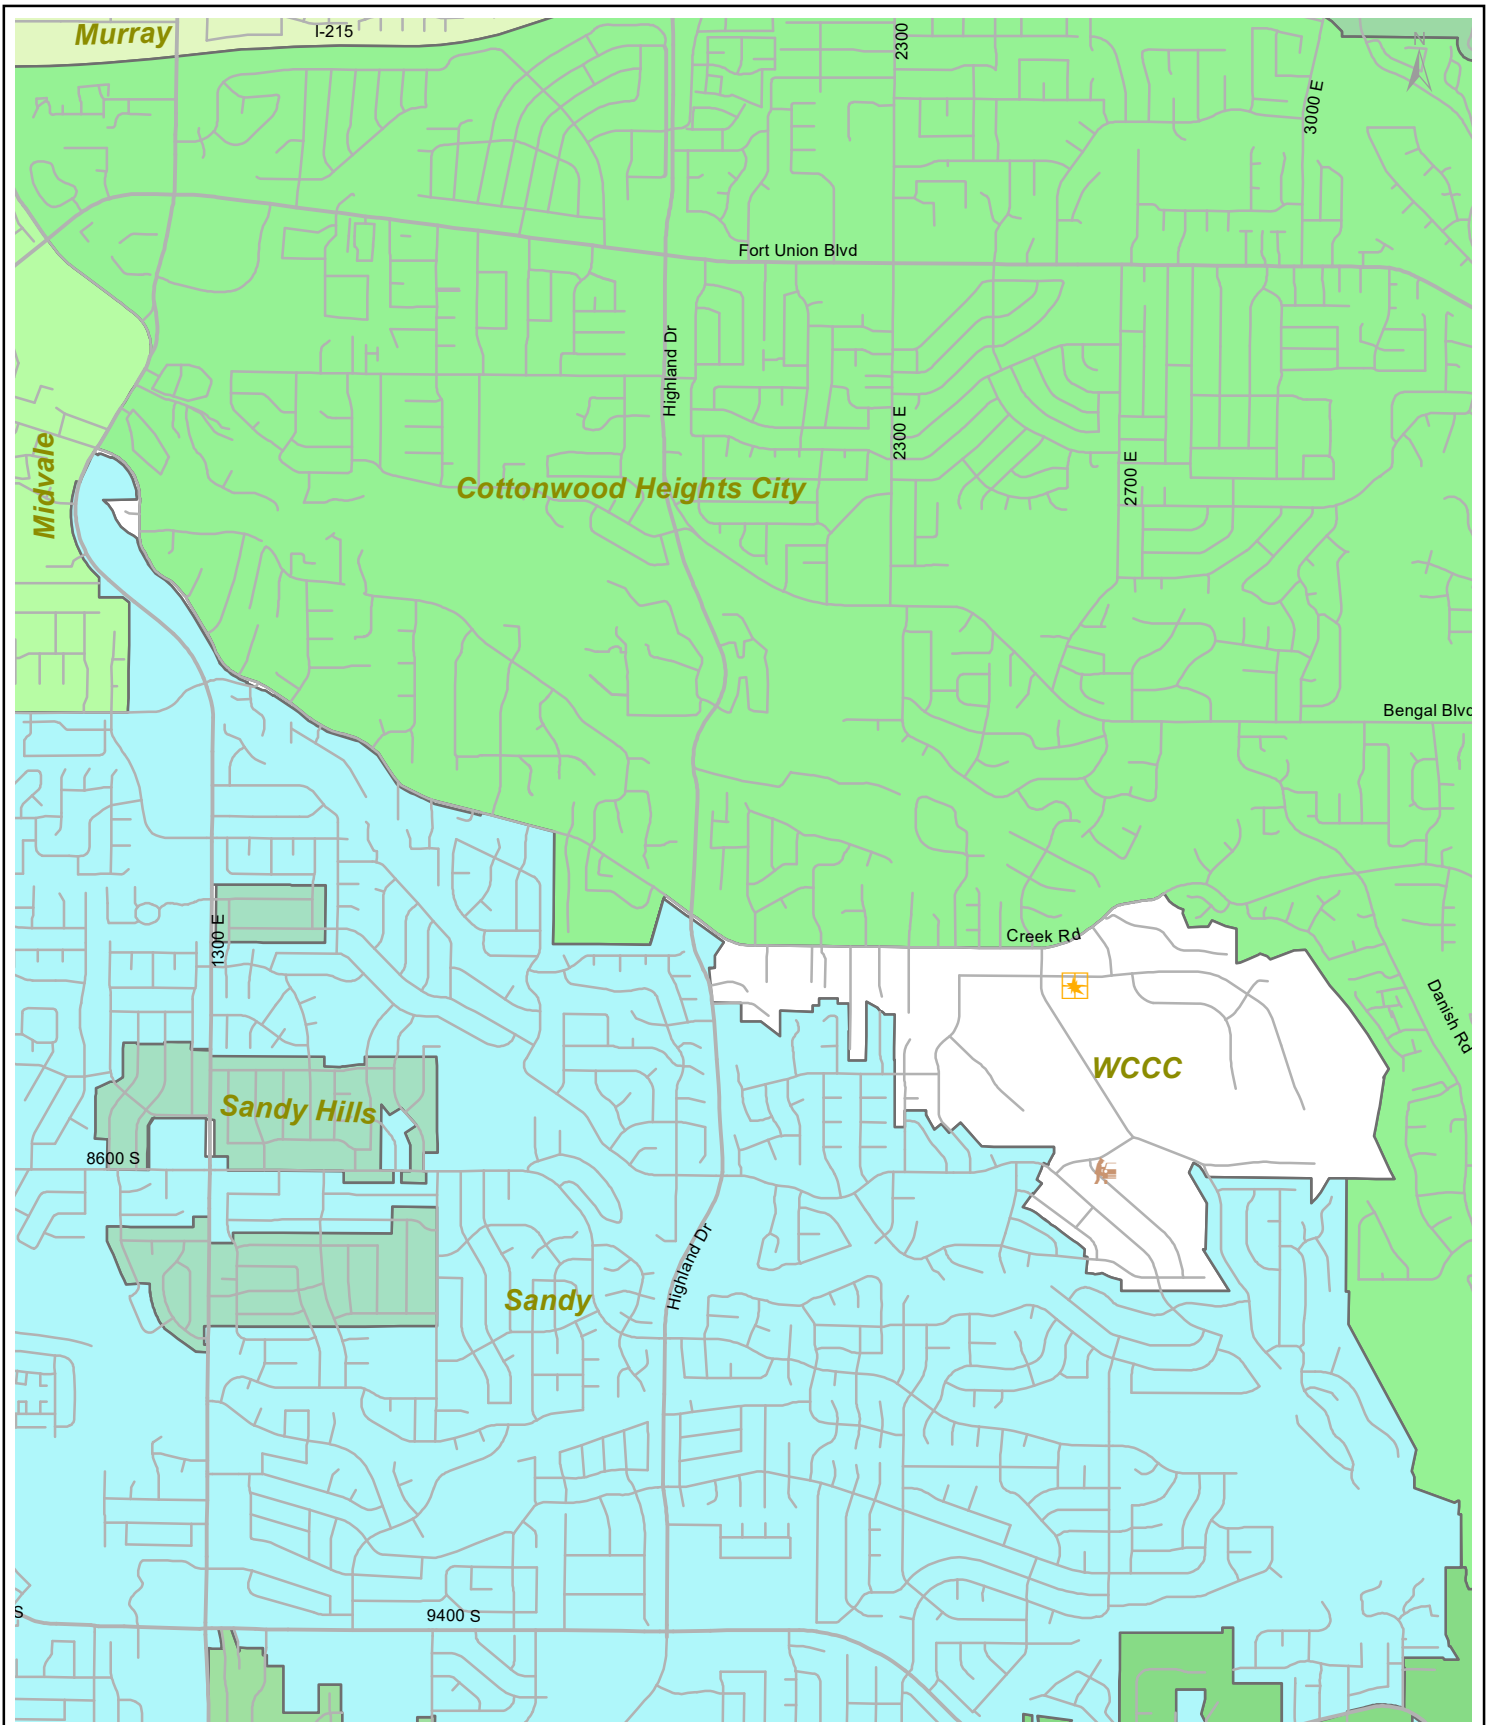 Murray
I-215
2300
N
3000 E
Fort Union Blvd
Highland Dr
2300 E
Midvale
2700 E
Cottonwood Heights City
Bengal Blvd
1300 E
Creek Rd
Danish Rd
WCCC
Sandy Hills
8600 S
Highland Dr
Sandy
S
9400 S